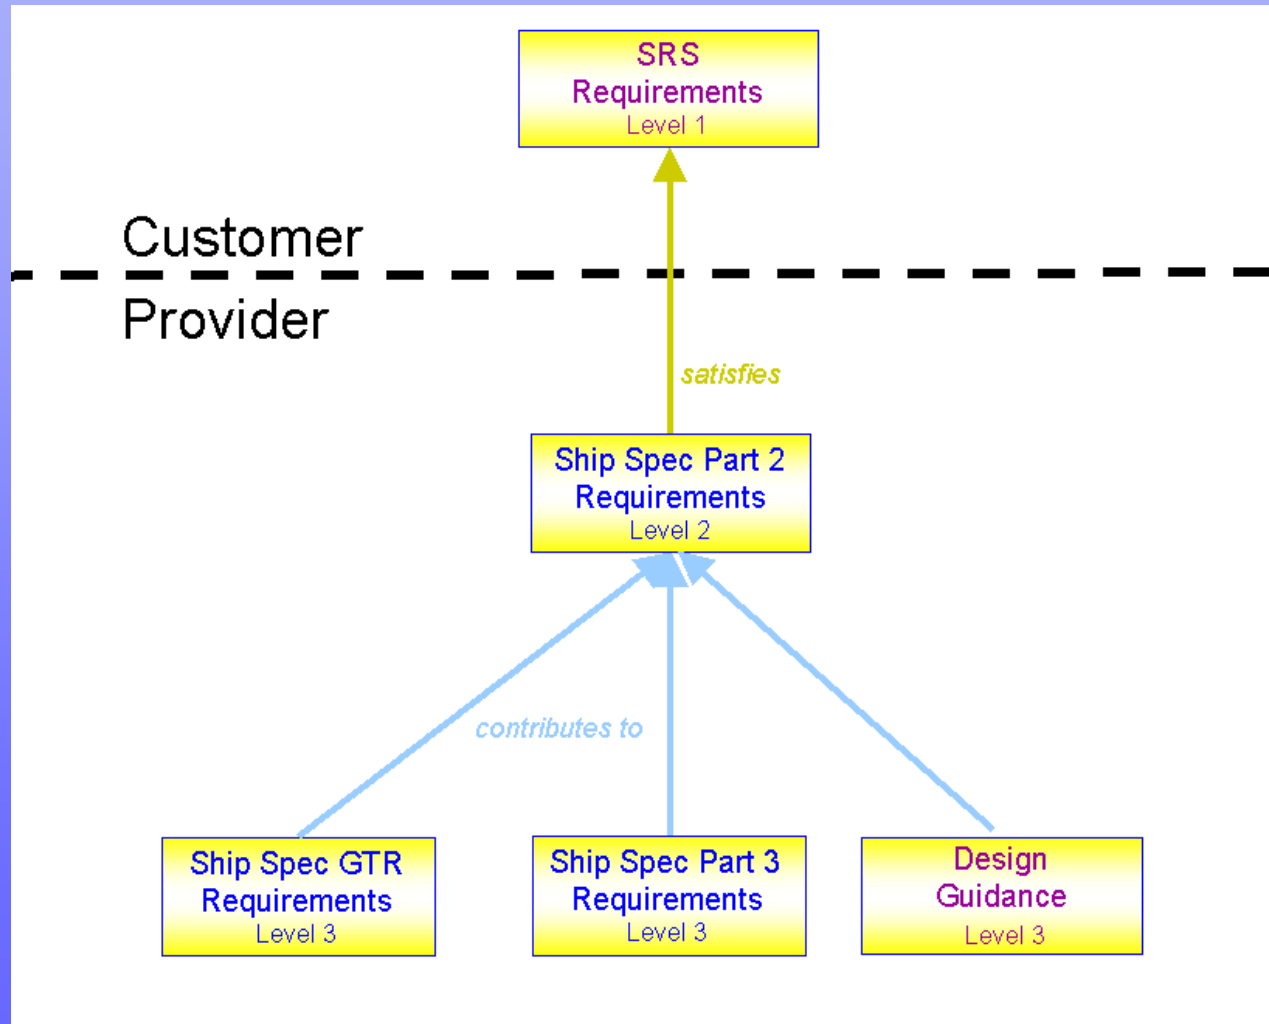 SRS
Requirements
Level 1
Customer
Provider
satisfies
Ship Spec Part 2
Requirements
Level 2
contributes to
Ship Spec GTR
Requirements
Level 3
Ship Spec Part 3
Requirements
Level 3
Design
Guidance
Level 3